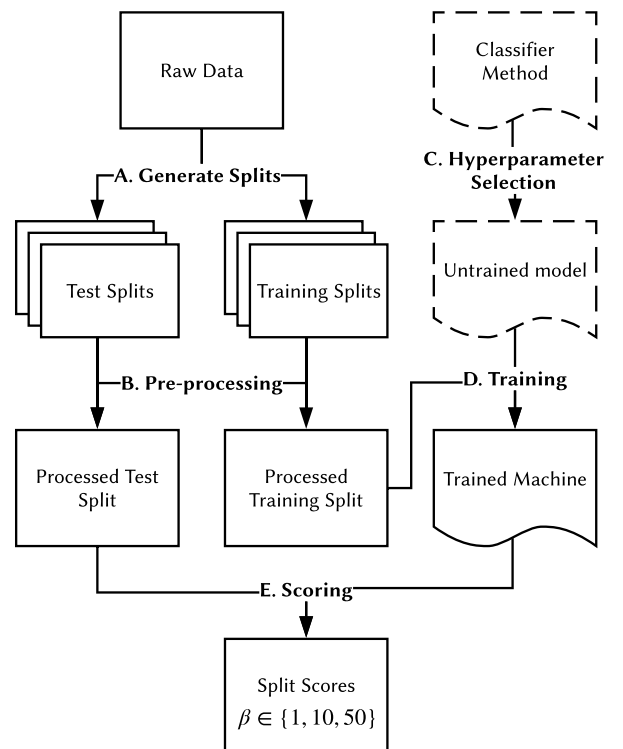 Raw Data
Classifier
Method
A. Generate Splits
C. Hyperparameter
Selection
Test Splits
Training Splits
Untrained model
B. Pre-processing
D. Training
Processed Test
Split
Processed
Training Split
Trained Machine
E. Scoring
Split Scores
β ∈ {1, 10, 50}